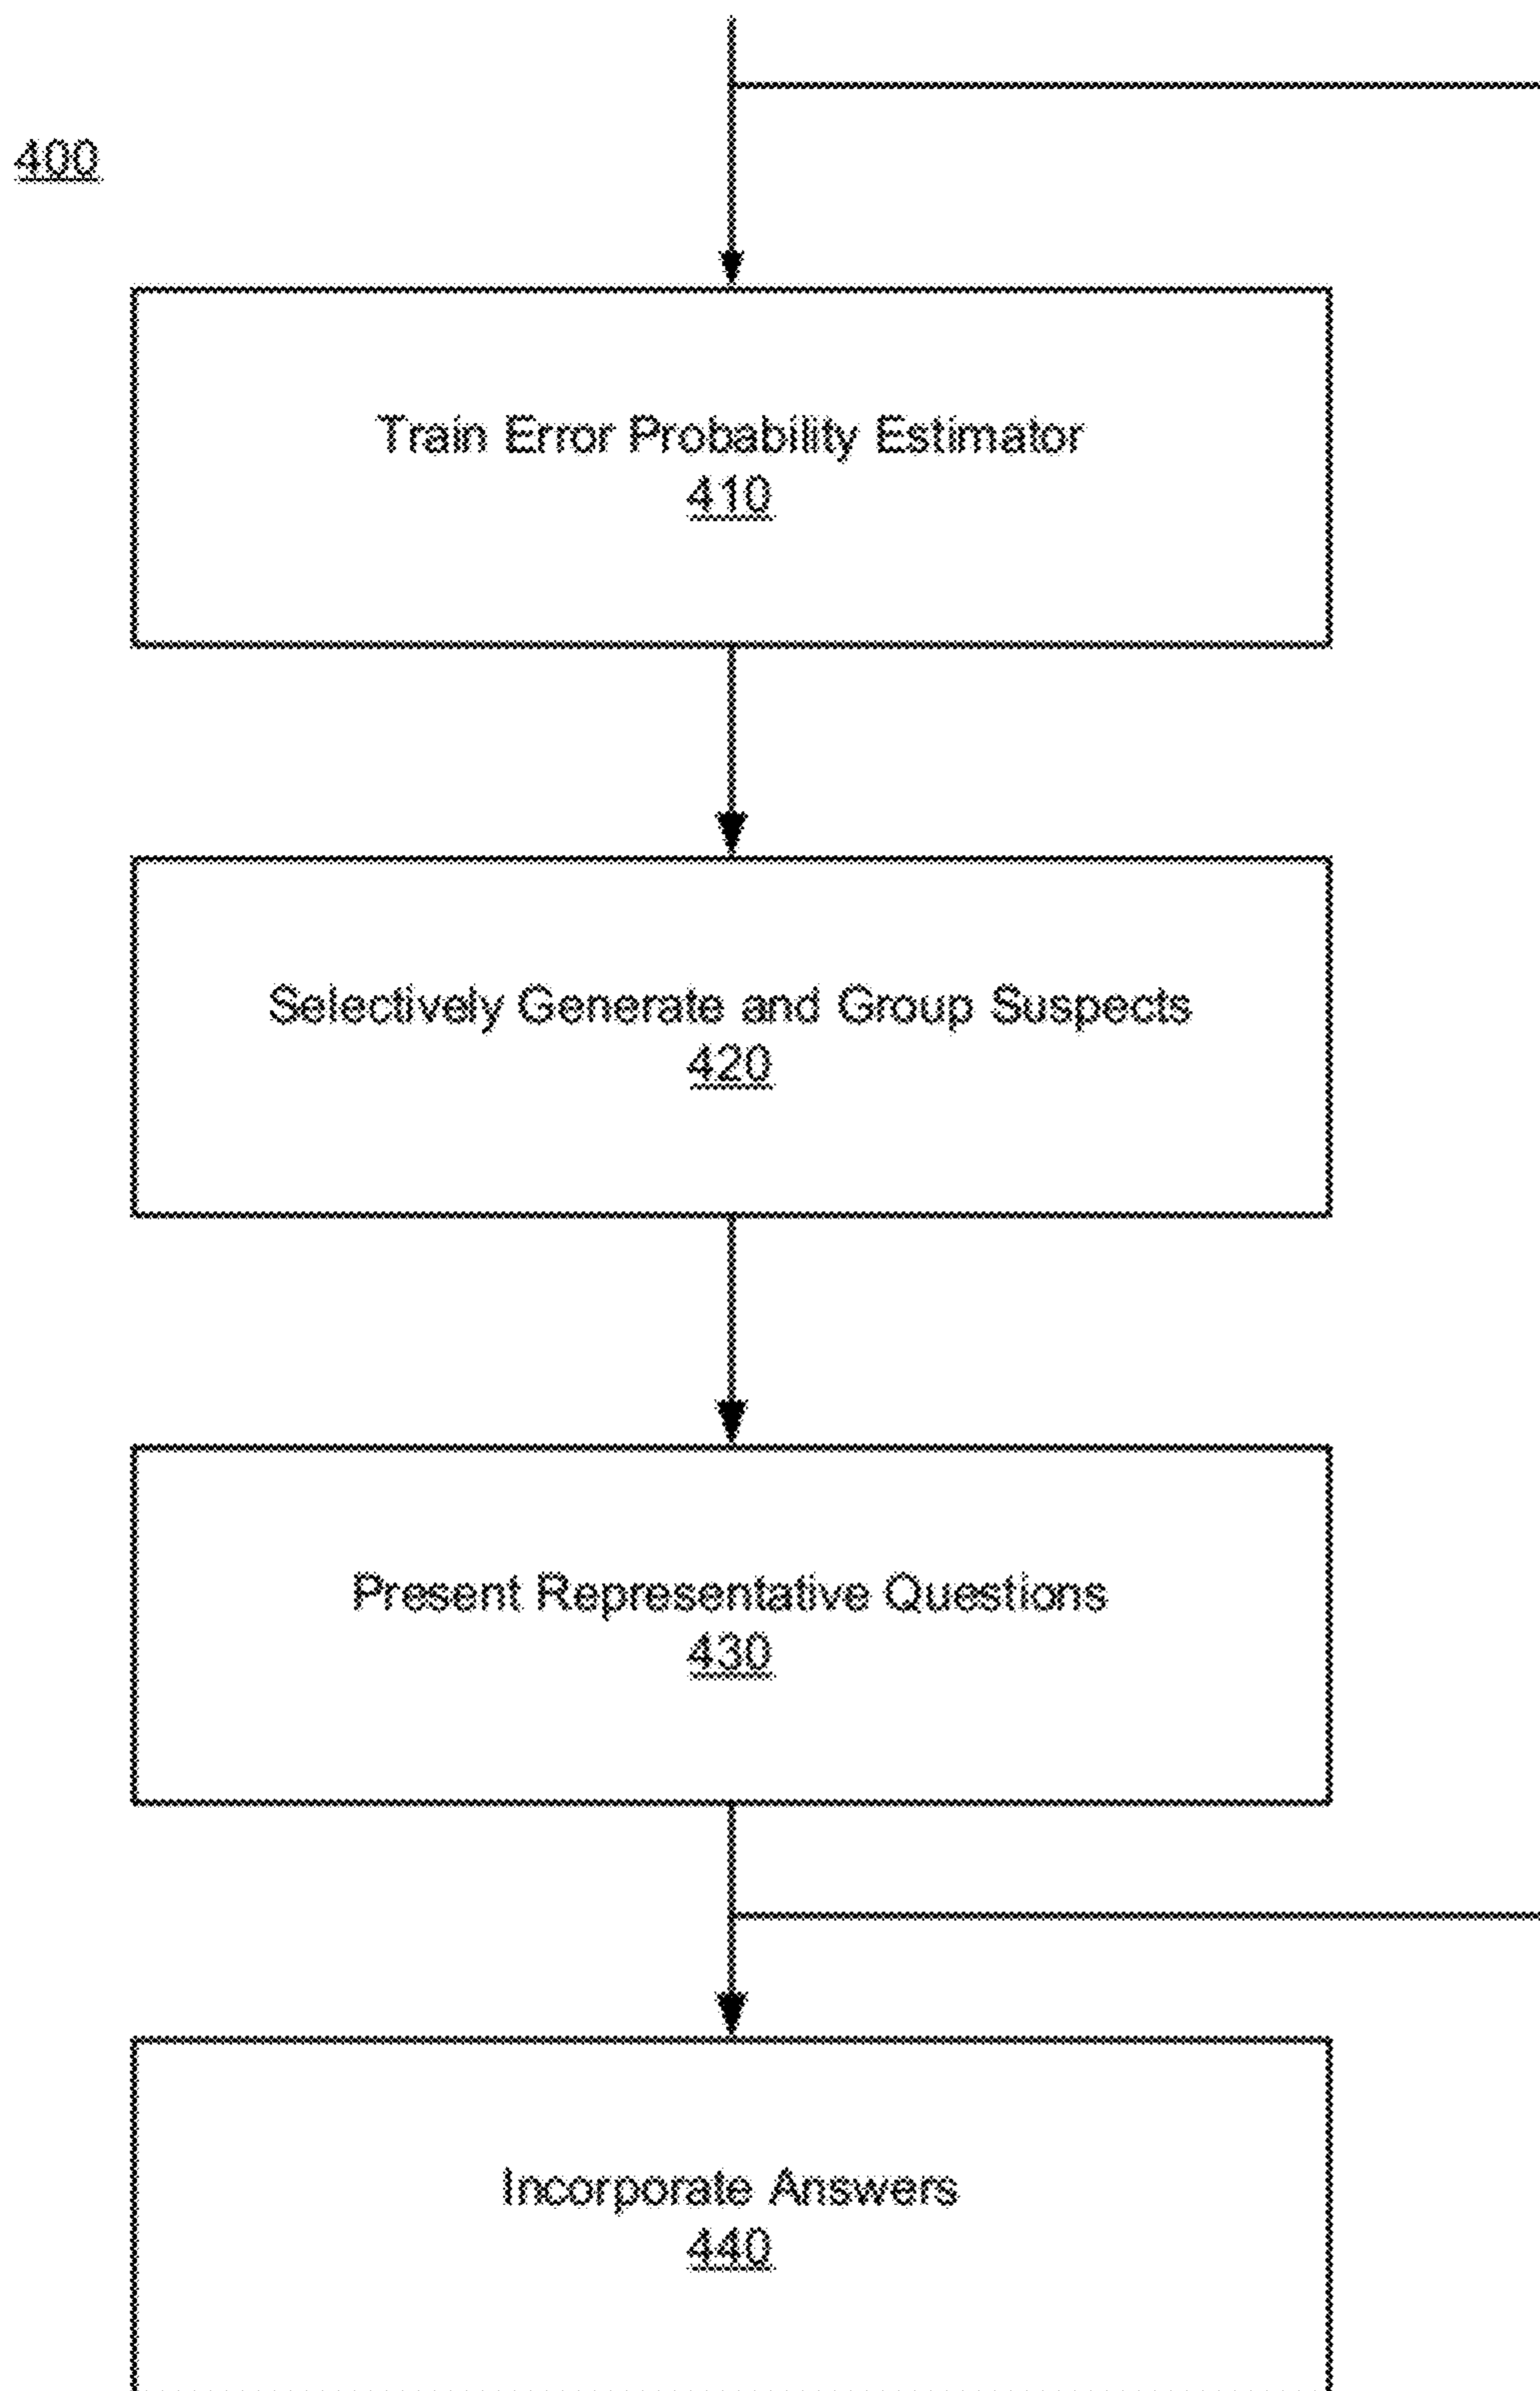 400
Train Error Probability Estimator
410
Selectively Generate and Group Suspects
420
Present Representative Questions
430
Incorporate Answers
440